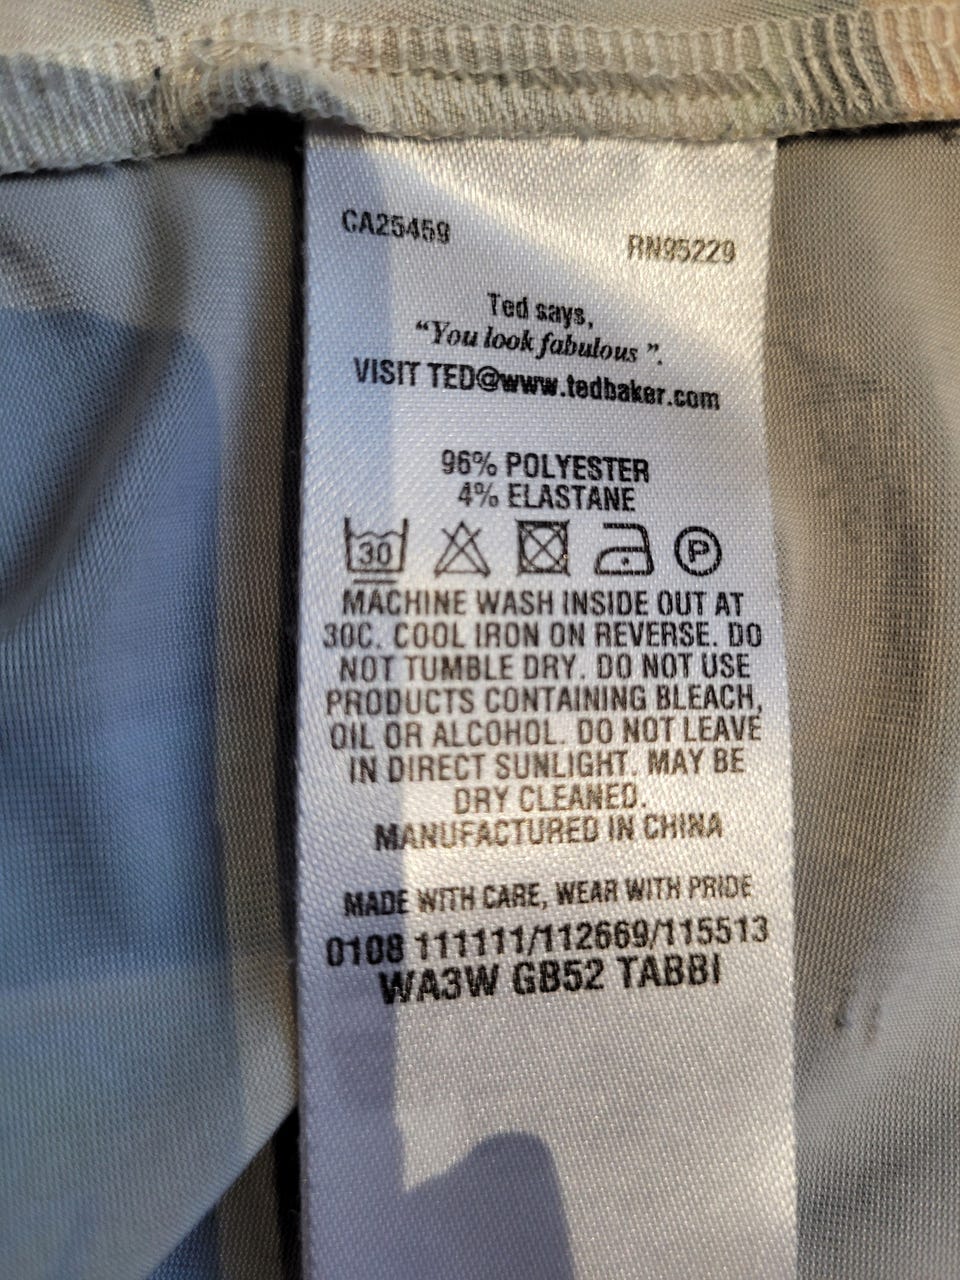 CA25459
RN95229
Ted says,
“You look fabulous ”.
VISIT TED@www.tedbaker.com
96% POLYESTER
4% ELASTANE
30 P
MACHINE WASH INSIDE OUT AT
30C. COOL IRON ON REVERSE. DO
NOT TUMBLE DRY. DO NOT USE
PRODUCTS CONTAINING BLEACH,
OIL OR ALCOHOL. DO NOT LEAVE
IN DIRECT SUNLIGHT. MAY BE
DRY CLEANED.
MANUFACTURED IN CHINA
MADE WITH CARE, WEAR WITH PRIDE
0108 111111/112669/115513
WA3W GB52 TABBI